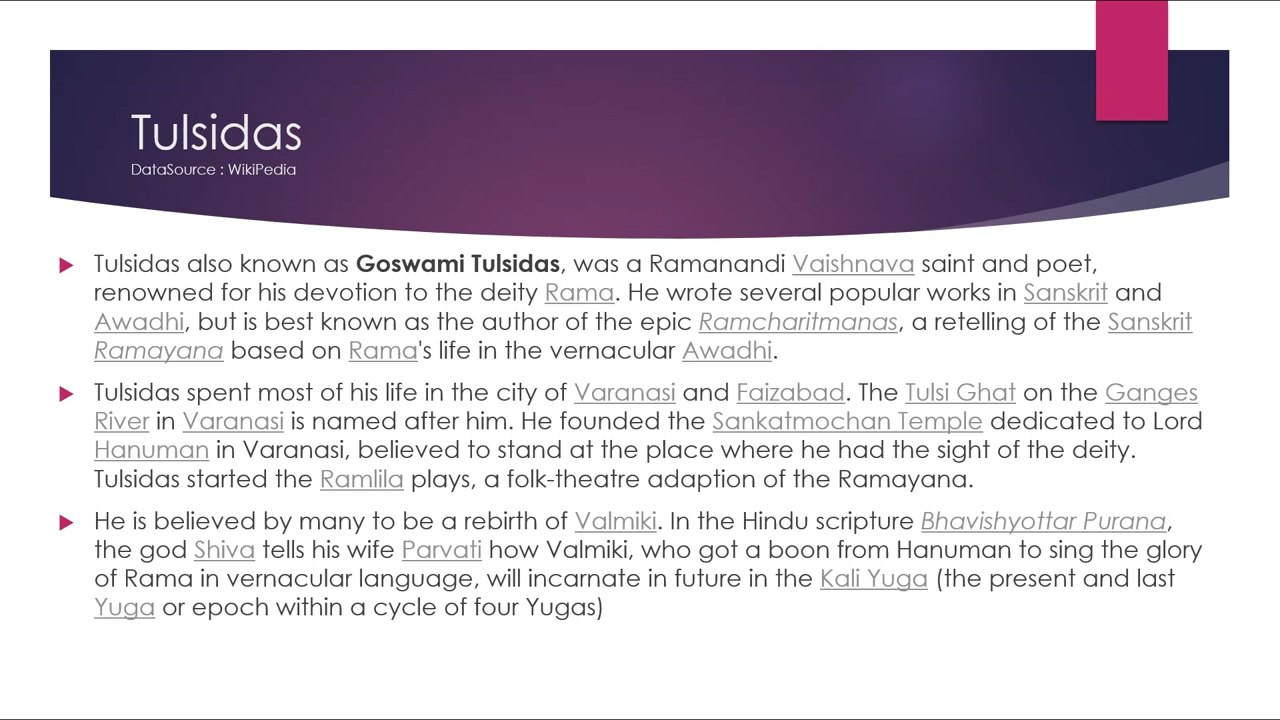 Tulsidas
DataSource : WikiPedia
Tulsidas also known as Goswami Tulsidas, was a Ramanandi Vaishnava saint and poet,
renowned for his devotion to the deity Rama. He wrote several popular works in Sanskrit and
Awadhi, but is best known as the author of the epic Ramcharitmanas, a retelling of the Sanskrit
Ramayana based on Rama's life in the vernacular Awadhi.
Tulsidas spent most of his life in the city of Varanasi and Faizabad. The Tulsi Ghat on the Ganges
River in Varanasi is named after him. He founded the Sankatmochan Temple dedicated to Lord
Hanuman in Varanasi, believed to stand at the place where he had the sight of the deity.
Tulsidas started the Ramlila plays, a folk-theatre adaption of the Ramayana.
He is believed by many to be a rebirth of Valmiki. In the Hindu scripture Bhavishyottar Purana,
the god Shiva tells his wife Parvati how Valmiki, who got a boon from Hanuman to sing the glory
of Rama in vernacular language, will incarnate in future in the Kali Yuga (the present and last
Yuga or epoch within a cycle of four Yugas)